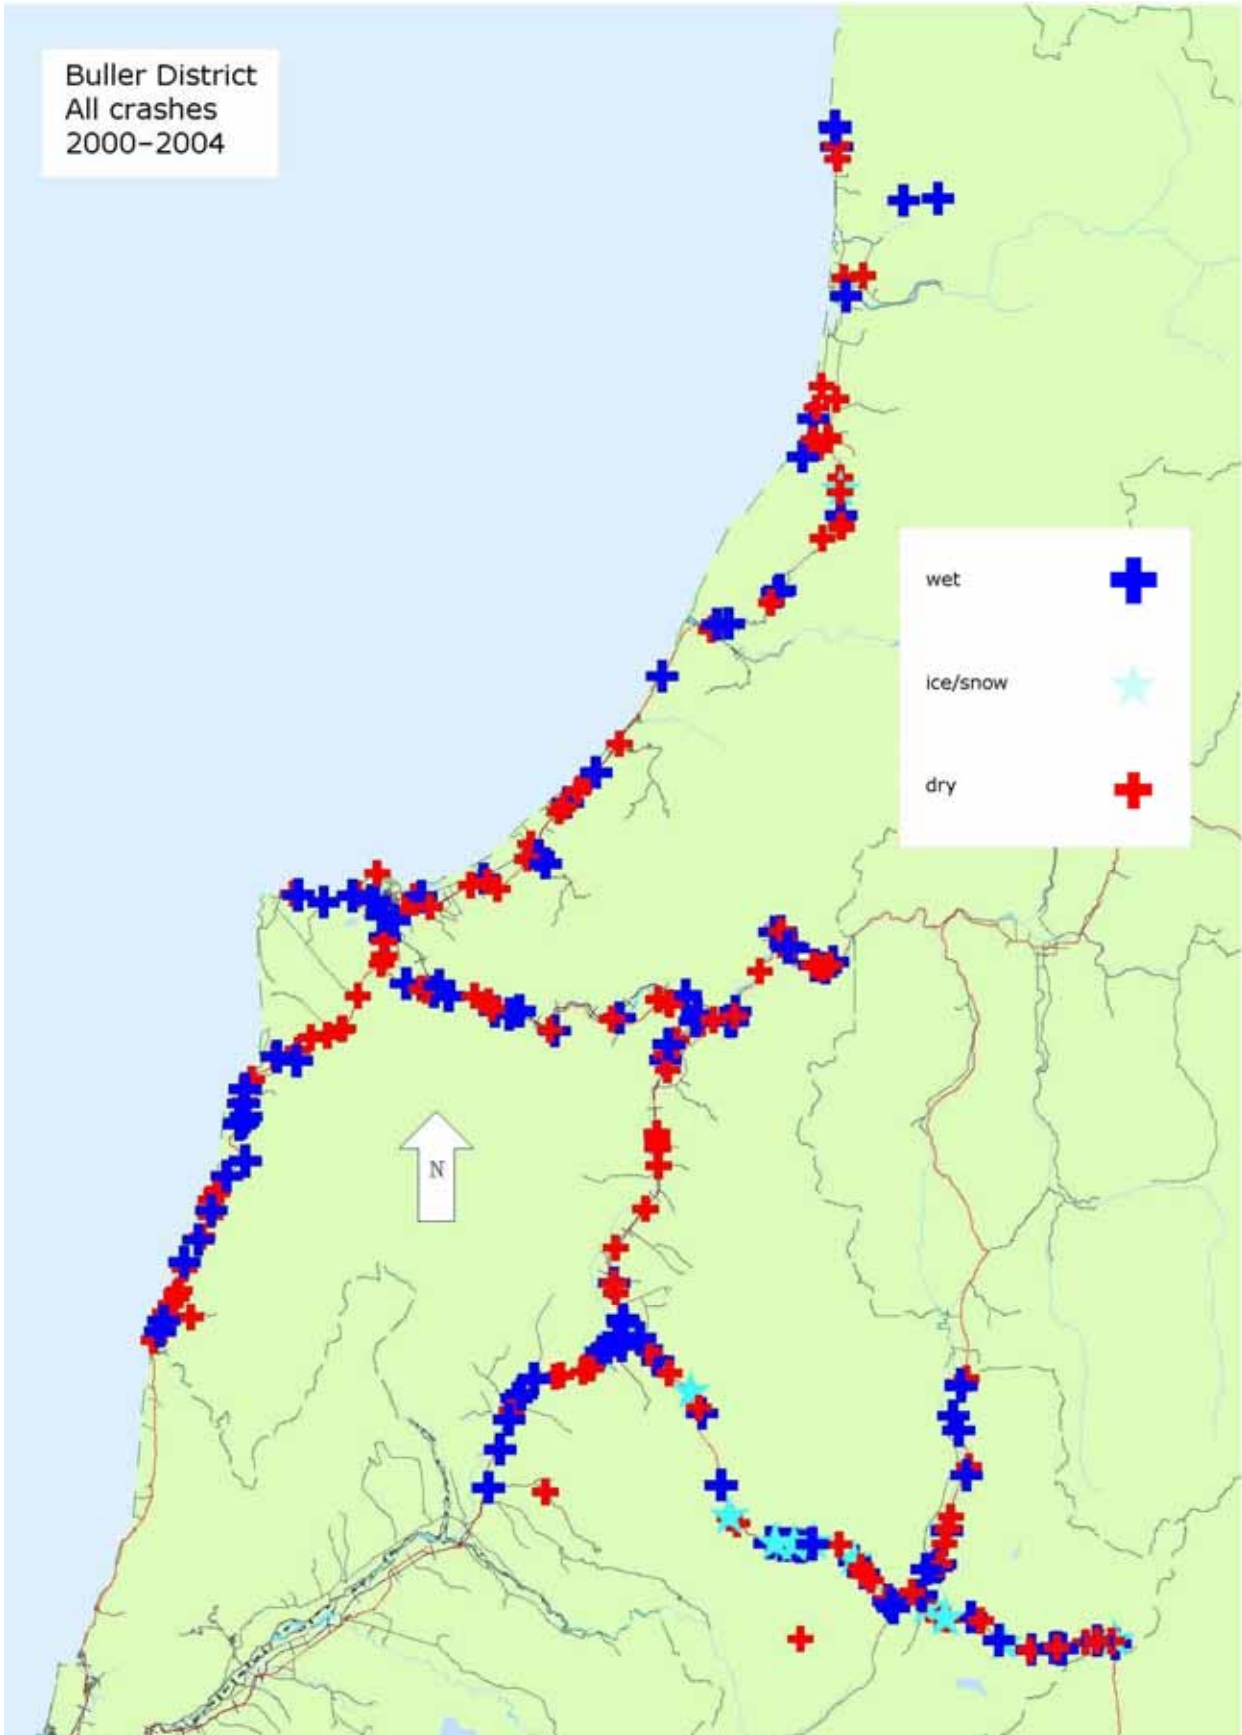 Buller District
All crashes
2000–2004
wet
ice/snow
dry
N